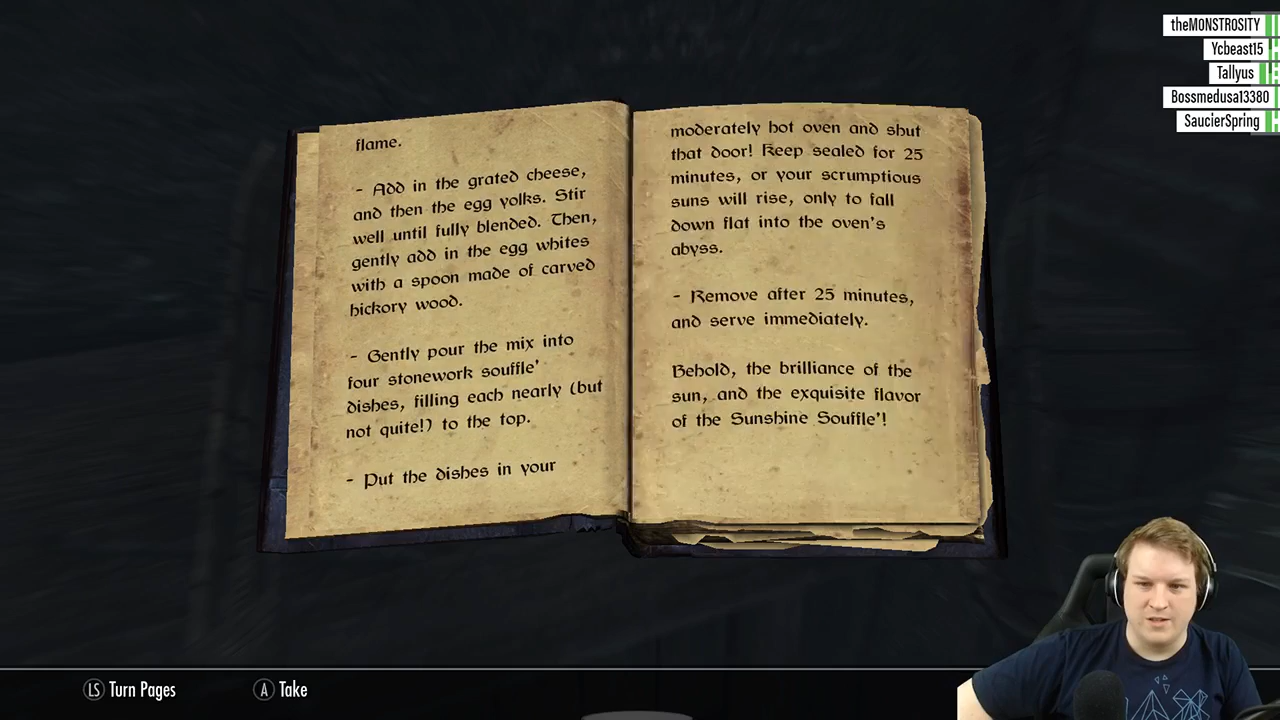 theMONSTROSITY
Ycbeast15
Tallyus
Bossmedusa13380
SaucierSpring
flame.
- Add in the grated cheese,
and then the egg yolks. Stir
well until fully blended. Then,
gently add in the egg whites
with a spoon made of carved
hickory wood.
- Gently pour the mix into
four stonework souffle'
dishes, filling each nearly (but
not quite!) to the top.
- Put the dishes in your
moderately hot oven and shut
that door! Keep sealed for 25
minutes, or your scrumptious
suns will rise, only to fall
down flat into the oven's
abyss.
- Remove after 25 minutes,
and serve immediately.
Behold, the brilliance of the
sun, and the exquisite flavor
of the Sunshine Souffle'!
LS Turn Pages
A Take